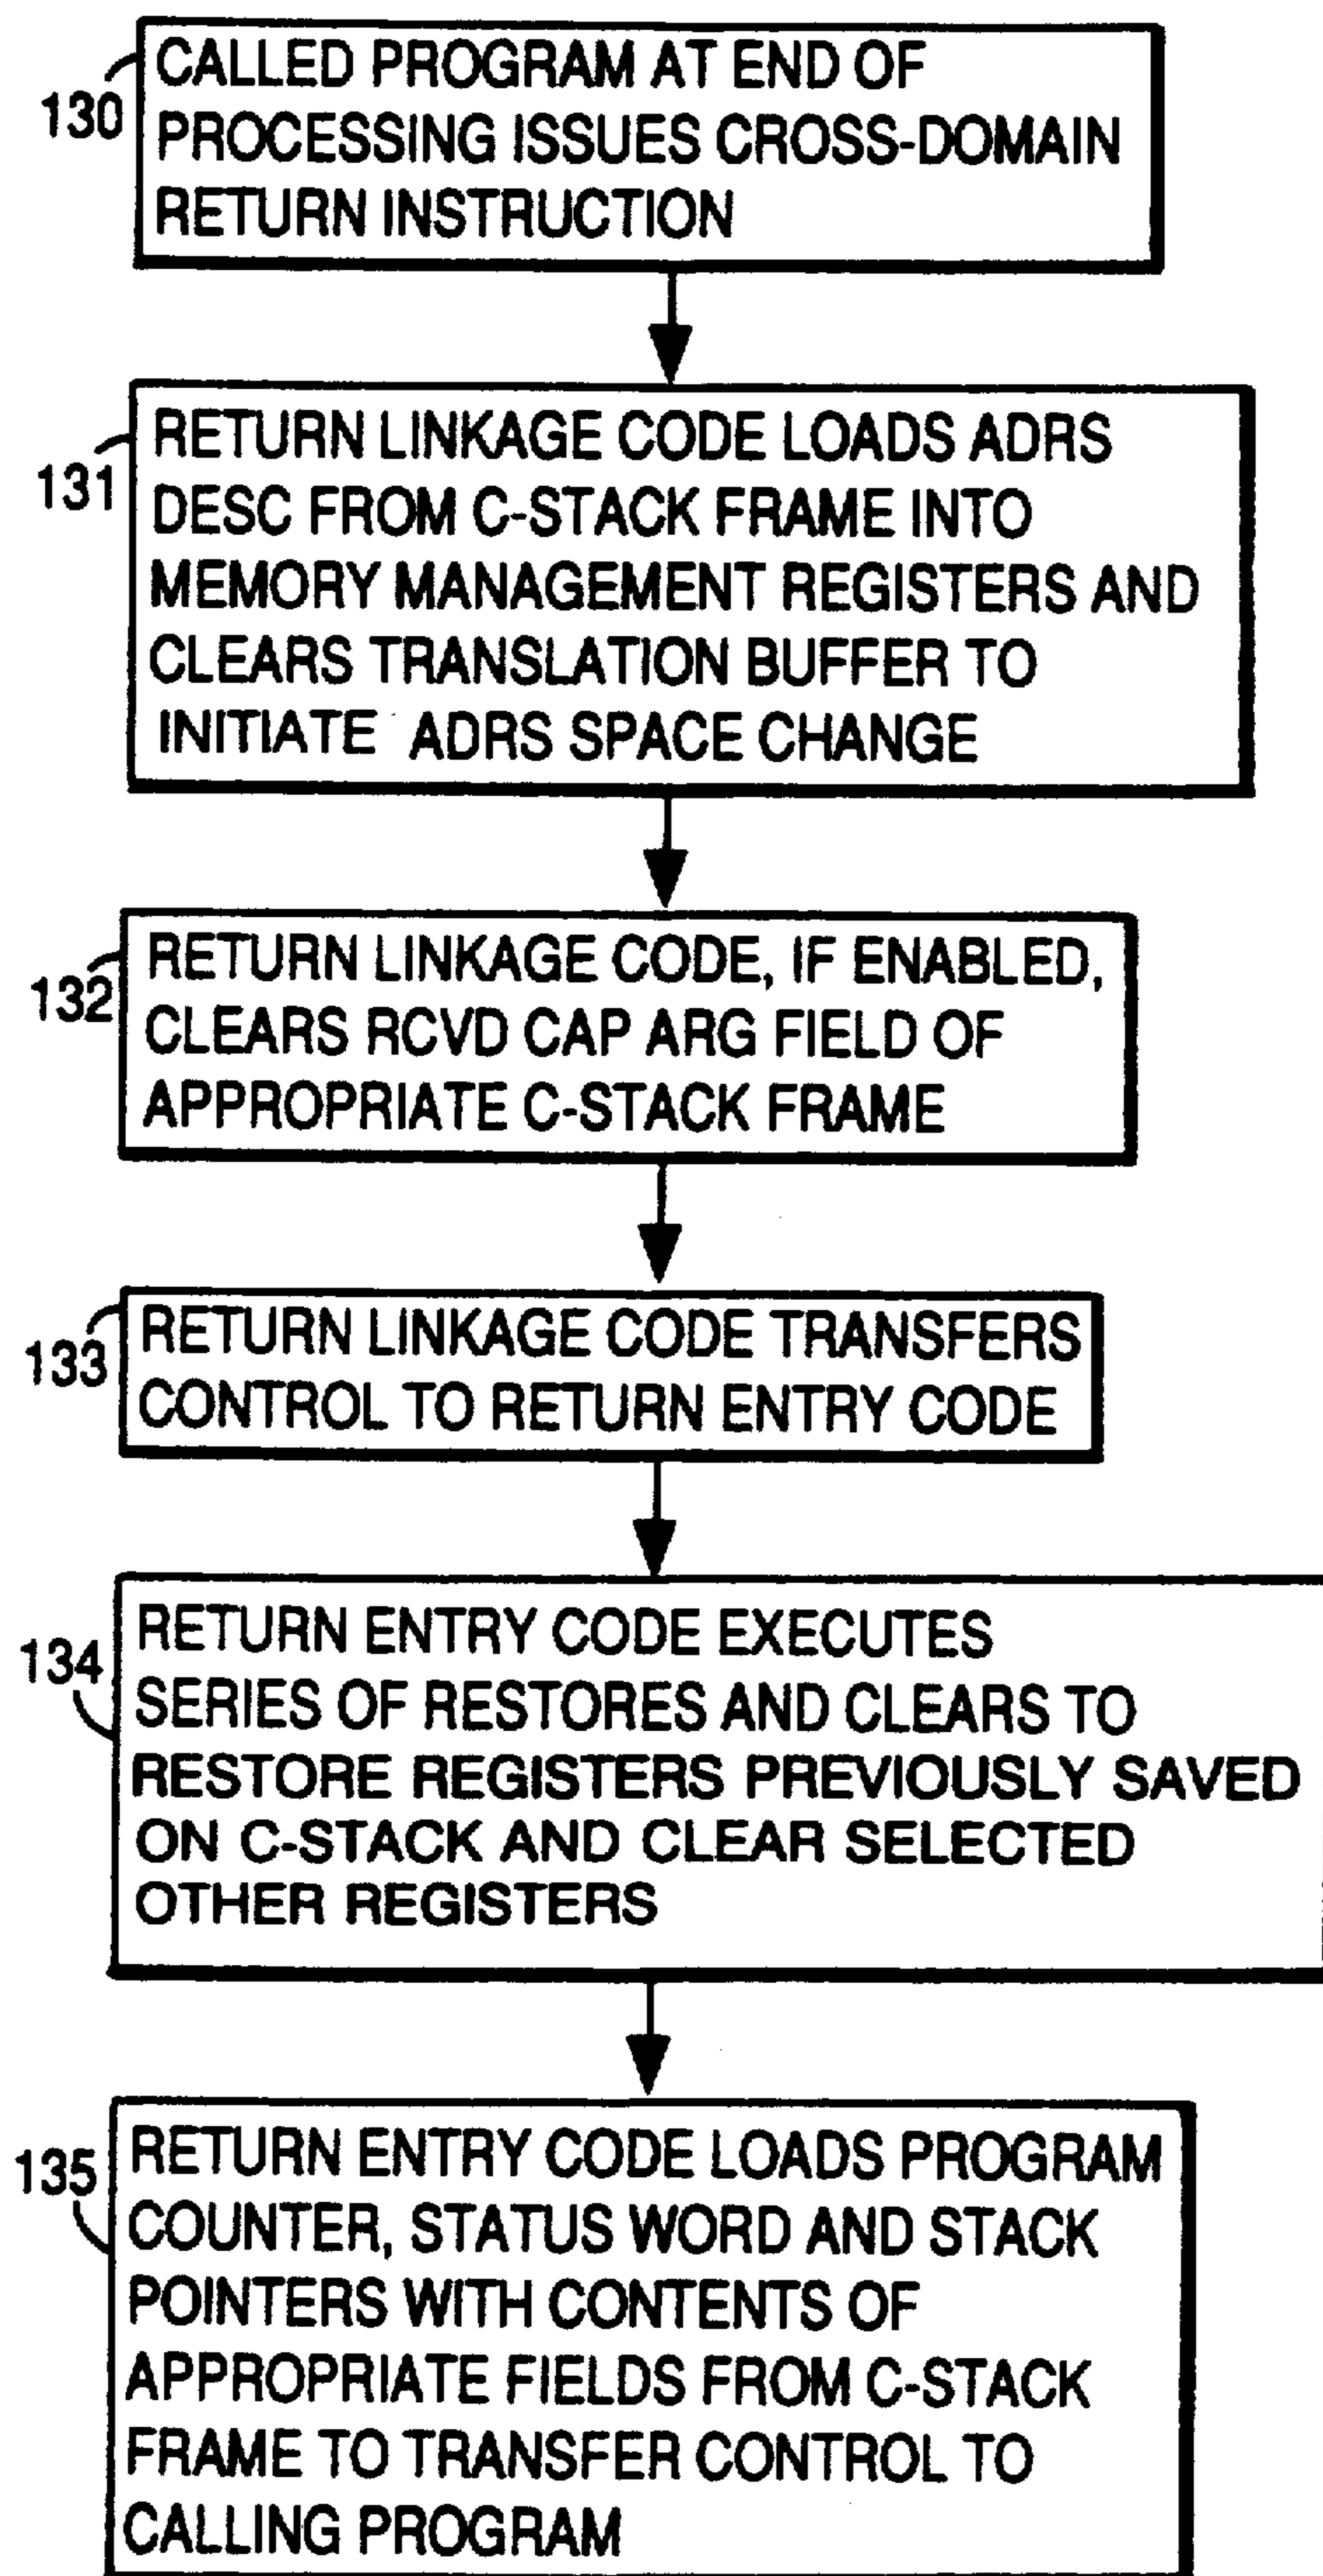 130
CALLED PROGRAM AT END OF
PROCESSING ISSUES CROSS-DOMAIN
RETURN INSTRUCTION
131
RETURN LINKAGE CODE LOADS ADRS
DESC FROM C-STACK FRAME INTO
MEMORY MANAGEMENT REGISTERS AND
CLEARS TRANSLATION BUFFER TO
INITIATE ADRS SPACE CHANGE
132
RETURN LINKAGE CODE, IF ENABLED,
CLEARS RCVD CAP ARG FIELD OF
APPROPRIATE C-STACK FRAME
133
RETURN LINKAGE CODE TRANSFERS
CONTROL TO RETURN ENTRY CODE
134
RETURN ENTRY CODE EXECUTES
SERIES OF RESTORES AND CLEARS TO
RESTORE REGISTERS PREVIOUSLY SAVED
ON C-STACK AND CLEAR SELECTED
OTHER REGISTERS
135
RETURN ENTRY CODE LOADS PROGRAM
COUNTER, STATUS WORD AND STACK
POINTERS WITH CONTENTS OF
APPROPRIATE FIELDS FROM C-STACK
FRAME TO TRANSFER CONTROL TO
CALLING PROGRAM